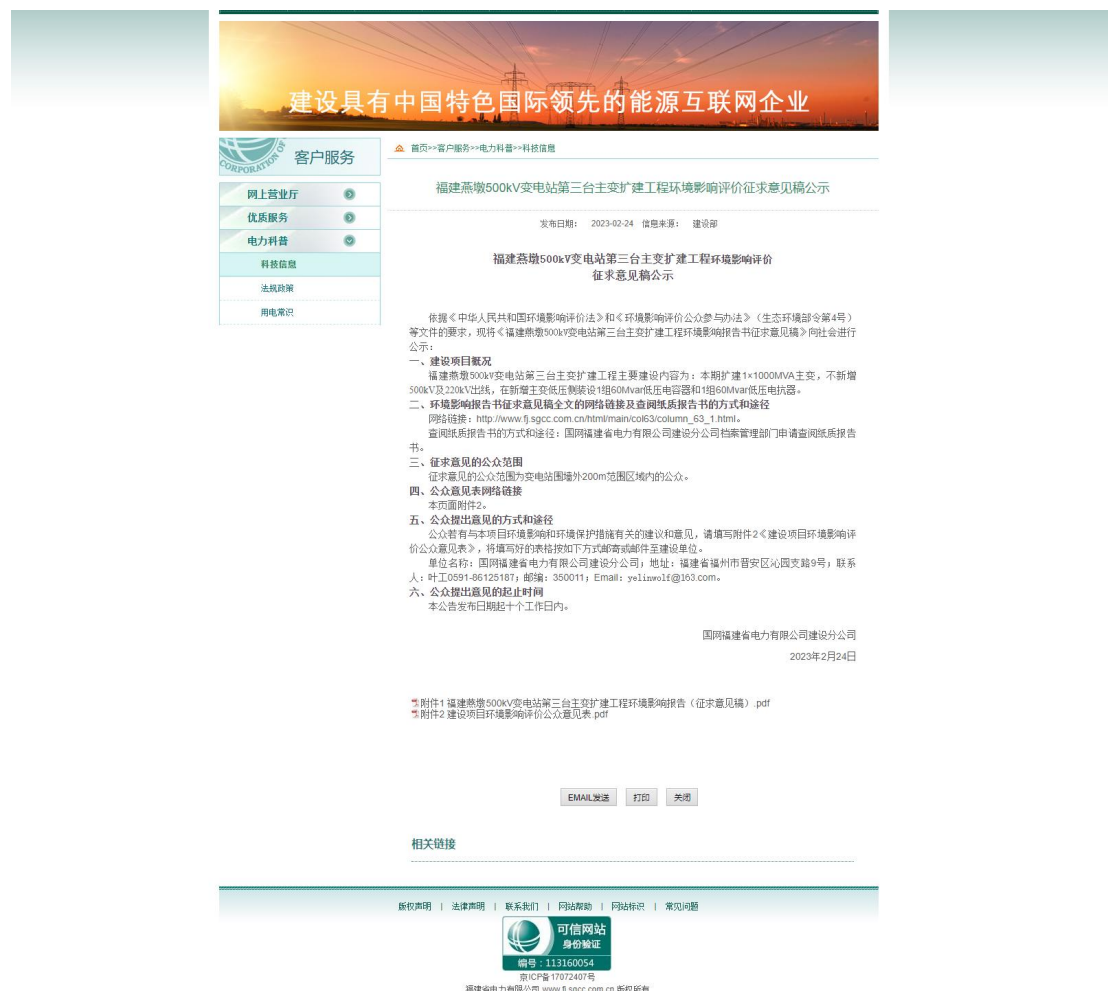 建设具有中国特色国际领先的能源互联网企业
CORPORATION OF
客户服务
网上营业厅
优质服务
电力科普
科技信息
法规政策
用电常识
首页>>客户服务>>电力科普>>科技信息
福建燕墩500kV变电站第三台主变扩建工程环境影响评价征求意见稿公示
发布日期： 2023-02-24 信息来源： 建设部
福建燕墩500kV变电站第三台主变扩建工程环境影响评价
征求意见稿公示
依据《中华人民共和国环境影响评价法》和《环境影响评价公众参与办法》（生态环境部令第4号）
等文件的要求，现将《福建燕墩500kV变电站第三台主变扩建工程环境影响报告书征求意见稿》向社会进行
公示：
一、建设项目概况
福建燕墩500kV变电站第三台主变扩建工程主要建设内容为：本期扩建1×1000MVA主变，不新增
500kV及220kV出线，在新增主变低压侧装设1组60Mvar低压电容器和1组60Mvar低压电抗器。
二、环境影响报告书征求意见稿全文的网络链接及查阅纸质报告书的方式和途径
网络链接：http://www.fj.sgcc.com.cn/html/main/col63/column_63_1.html。
查阅纸质报告书的方式和途径：国网福建省电力有限公司建设分公司档案管理部门申请查阅纸质报告
书。
三、征求意见的公众范围
征求意见的公众范围为变电站围墙外200m范围区域内的公众。
四、公众意见表网络链接
本页面附件2。
五、公众提出意见的方式和途径
公众若有与本项目环境影响和环境保护措施有关的建议和意见，请填写附件2《建设项目环境影响评
价公众意见表》，将填写好的表格按如下方式邮寄或邮件至建设单位。
单位名称：国网福建省电力有限公司建设分公司；地址：福建省福州市晋安区沁园支路9号；联系
人：叶工0591-86125187；邮编：350011；Email：yelinwolf@163.com。
六、公众提出意见的起止时间
本公告发布日期起十个工作日内。
国网福建省电力有限公司建设分公司
2023年2月24日
附件1 福建燕墩500kV变电站第三台主变扩建工程环境影响报告（征求意见稿）.pdf
附件2 建设项目环境影响评价公众意见表.pdf
EMAIL发送 打印 关闭
相关链接
版权声明 | 法律声明 | 联系我们 | 网站帮助 | 网站标识 | 常见问题
可信网站
身份验证
编号：113160054
京ICP备17072407号
福建省电力有限公司 www.fj.sgcc.com.cn 版权所有